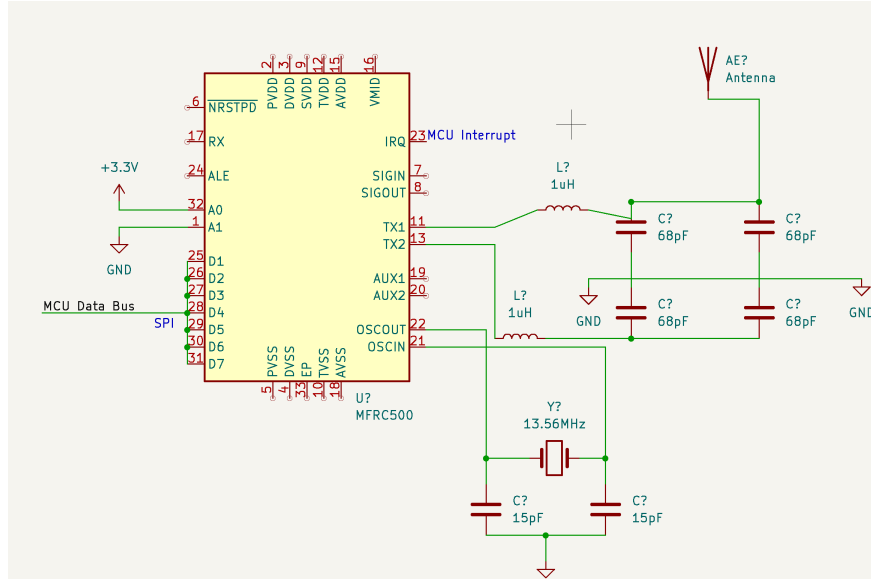 2
3
9
12
15
16
PVDD
DVDD
SVDD
TVDD
AVDD
VMID
AE?
Antenna
6
NRSTPD
17
RX
IRQ
23
MCU Interrupt
24
ALE
SIGIN
7
SIGOUT
8
L?
1uH
+3.3V
32
A0
1
A1
GND
TX1
11
TX2
13
C?
68pF
C?
68pF
25
D1
26
D2
27
D3
28
D4
29
D5
30
D6
31
D7
MCU Data Bus
SPI
AUX1
19
AUX2
20
L?
1uH
GND
GND
C?
68pF
C?
68pF
OSCOUT
22
OSCIN
21
PVSS
DVSS
EP
TVSS
AVSS
5
4
33
10
18
U?
MFRC500
Y?
13.56MHz
C?
15pF
C?
15pF